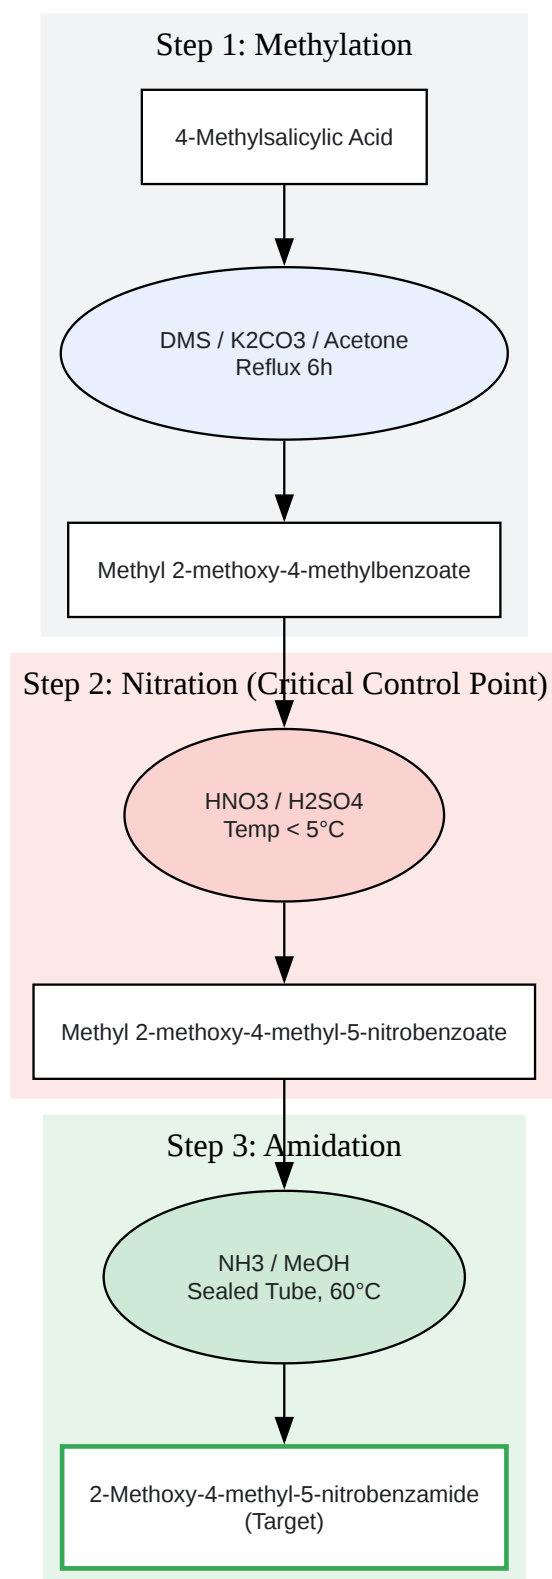 Step 1: Methylation
4-Methylsalicylic Acid
DMS / K2CO3 / Acetone
Reflux 6h
Methyl 2-methoxy-4-methylbenzoate
Step 2: Nitration (Critical Control Point)
HNO3 / H2SO4
Temp < 5°C
Methyl 2-methoxy-4-methyl-5-nitrobenzoate
Step 3: Amidation
NH3 / MeOH
Sealed Tube, 60°C
2-Methoxy-4-methyl-5-nitrobenzamide
(Target)